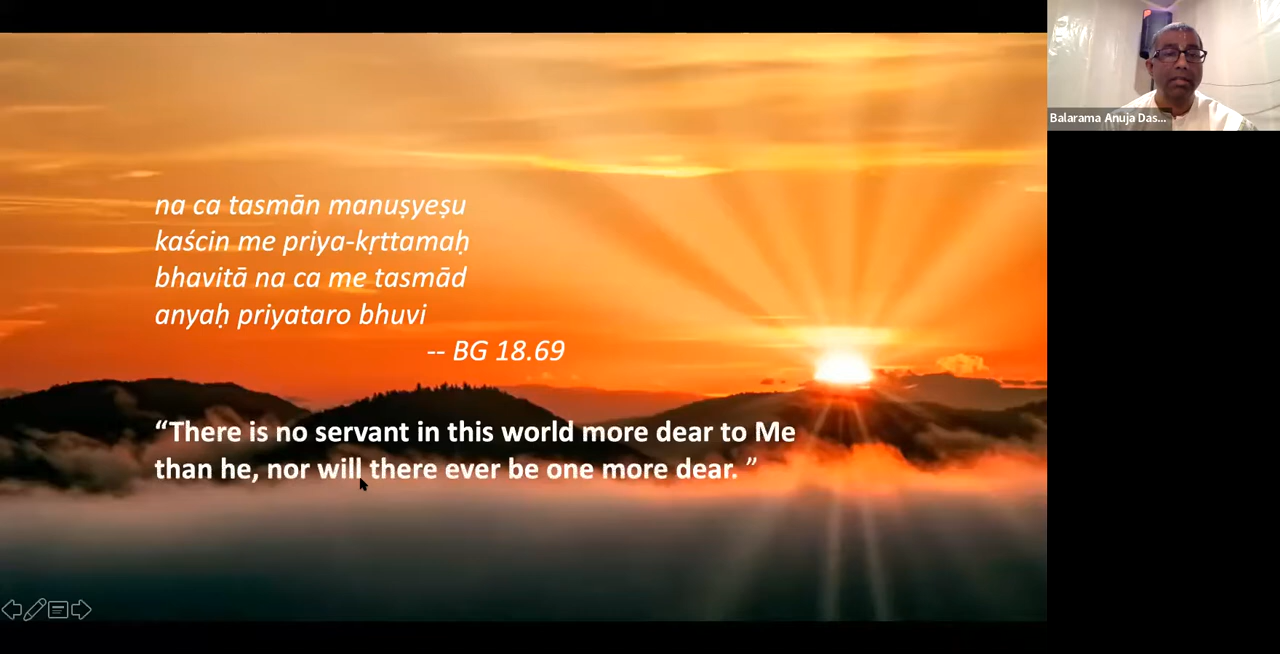 Balarama Anuja Das...
na ca tasmān manuṣyeṣu
kaścin me priya-kṛttamaḥ
bhavitā na ca me tasmād
anyaḥ priyataro bhuvi
-- BG 18.69
“There is no servant in this world more dear to Me
than he, nor will there ever be one more dear. ”